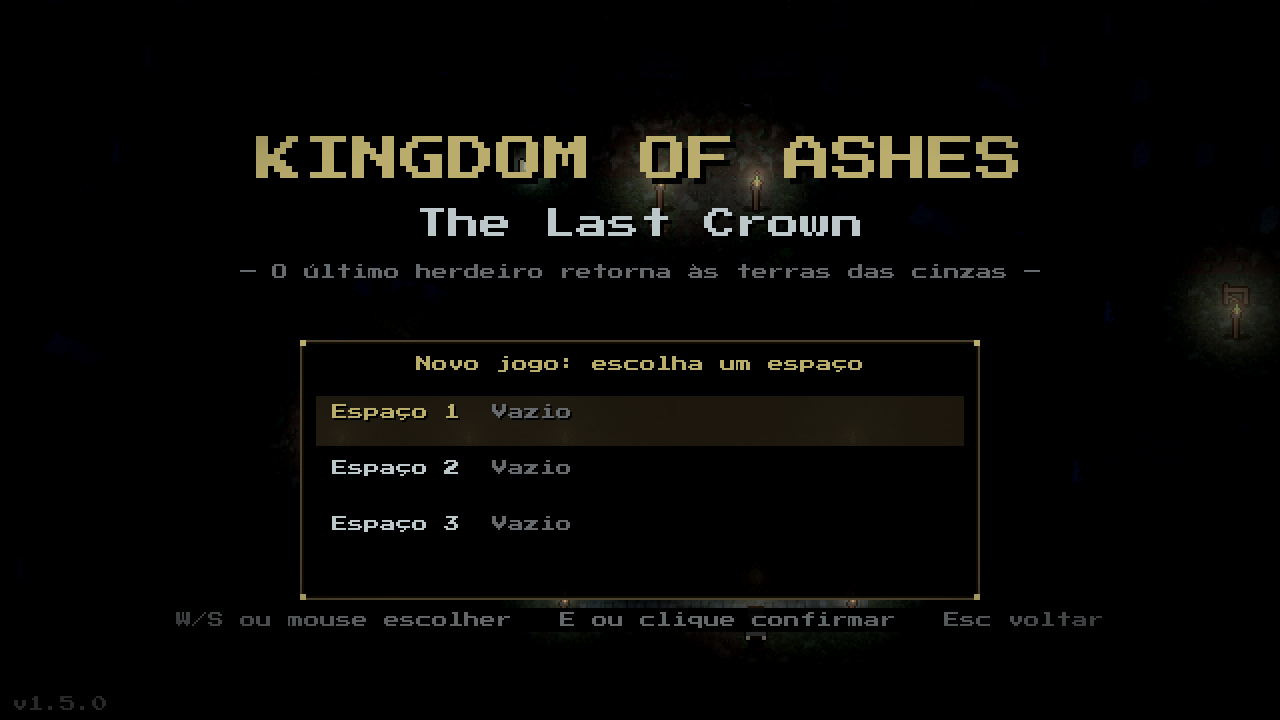 KINGDOM OF ASHES
The Last Crown
— O último herdeiro retorna às terras das cinzas —
Novo jogo: escolha um espaço
Espaço 1 Vazio
Espaço 2 Vazio
Espaço 3 Vazio
W/S ou mouse escolher E ou clique confirmar Esc voltar
v1.5.0